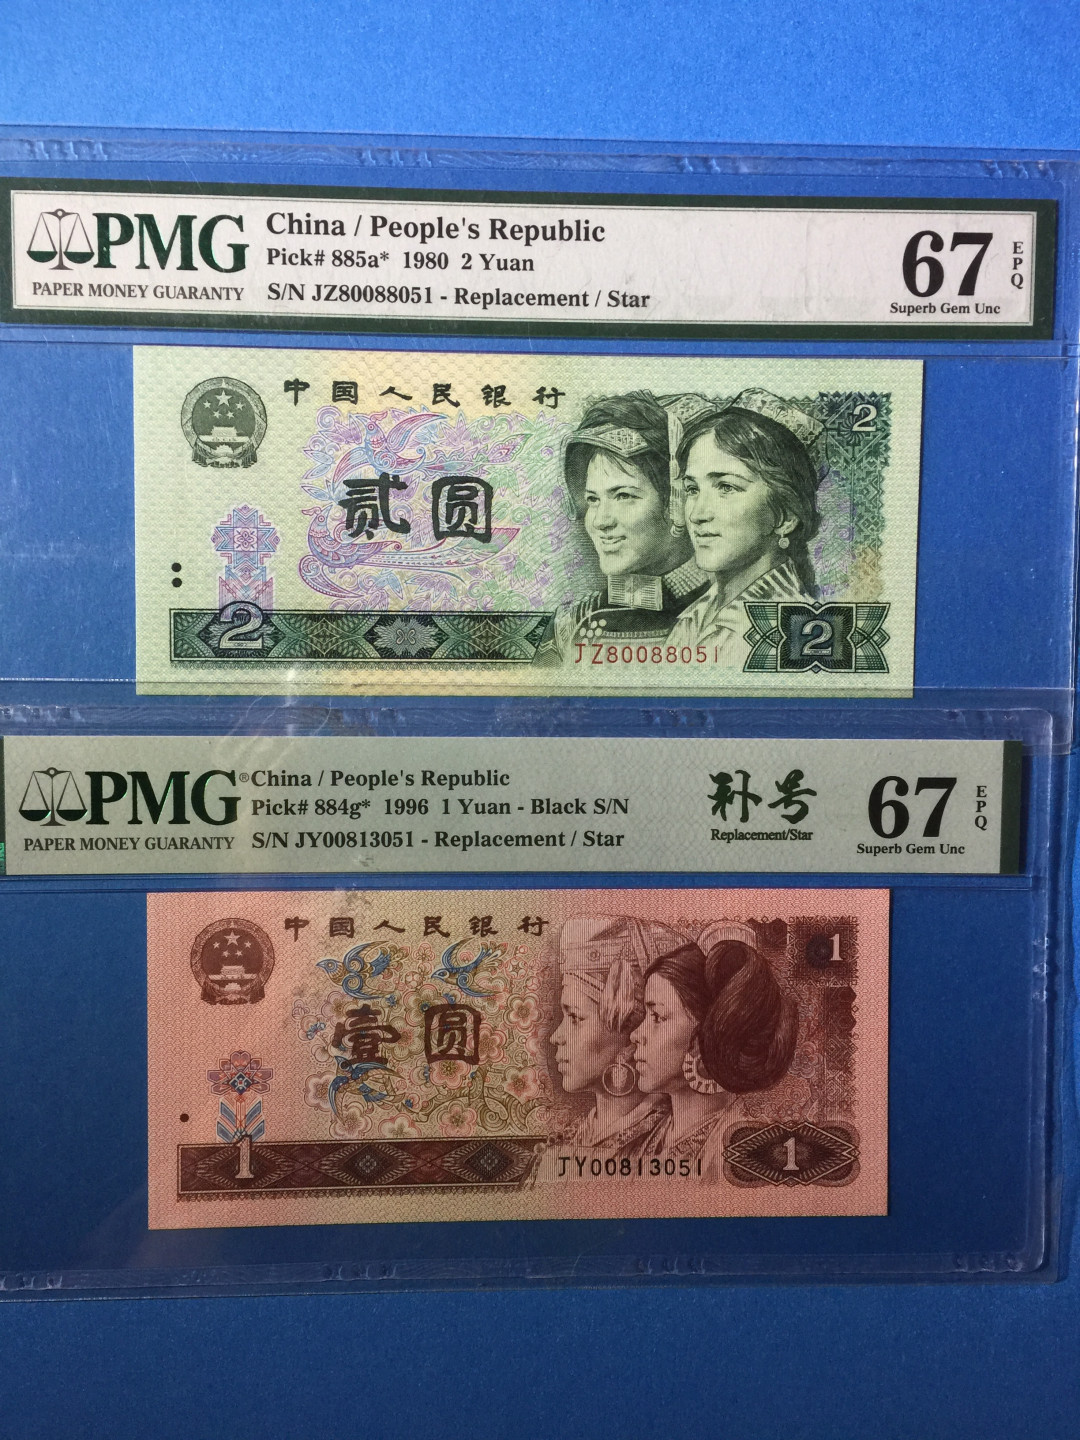 PMG
PAPER MONEY GUARANTY
China / People's Republic
Pick# 885a* 1980 2 Yuan
S/N JZ80088051 - Replacement / Star
67
EPQ
Superb Gem Unc
中国人民银行
2
贰圆
2
2
JZ80088051
PMG®
PAPER MONEY GUARANTY
China / People's Republic
Pick# 884g* 1996 1 Yuan - Black S/N
S/N JY00813051 - Replacement / Star
补号
Replacement/Star
67
EPQ
Superb Gem Unc
中国人民银行
1
壹圆
1
1
JY00813051